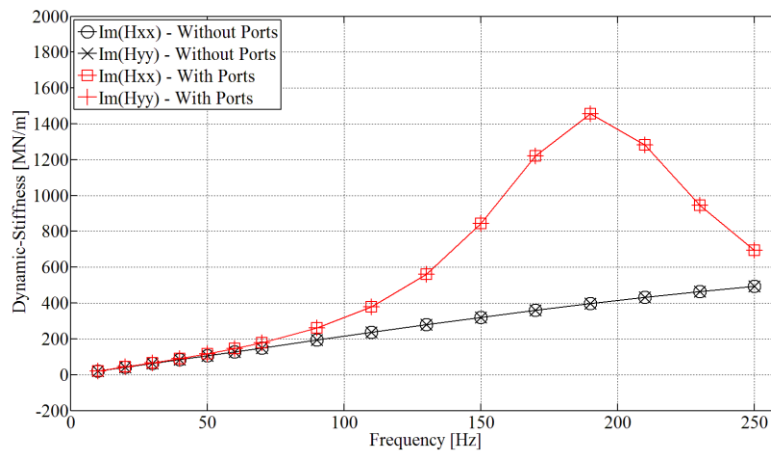 2000
1800
1600
1400
1200
1000
800
600
400
200
0
-200
Dynamic-Stiffness [MN/m]
Im(Hxx) - Without Ports
Im(Hyy) - Without Ports
Im(Hxx) - With Ports
Im(Hyy) - With Ports
0 50 100 150 200 250
Frequency [Hz]